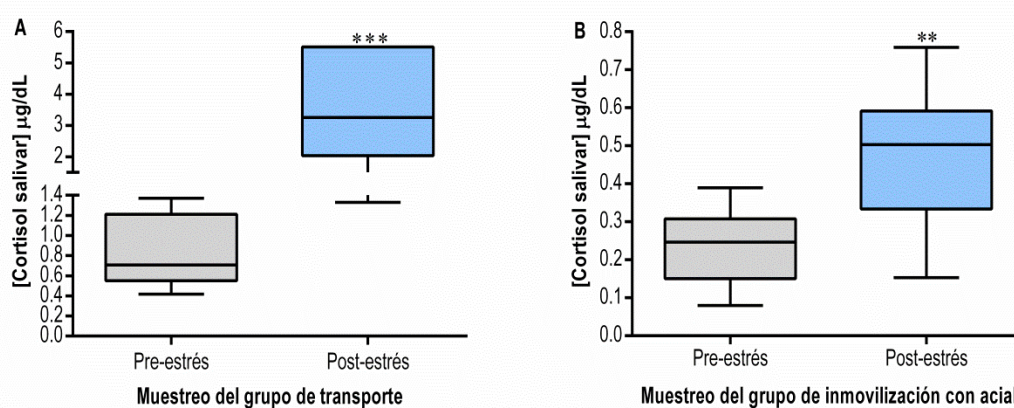 A
[Cortisol salivar] µg/dL
6
5
4
3
2
1.4
1.2
1.0
0.8
0.6
0.4
0.2
0.0
***
Pre-estrés
Post-estrés
Muestreo del grupo de transporte
B
[Cortisol salivar] µg/dL
0.8
0.7
0.6
0.5
0.4
0.3
0.2
0.1
0.0
**
Pre-estrés
Post-estrés
Muestreo del grupo de inmovilización con acial